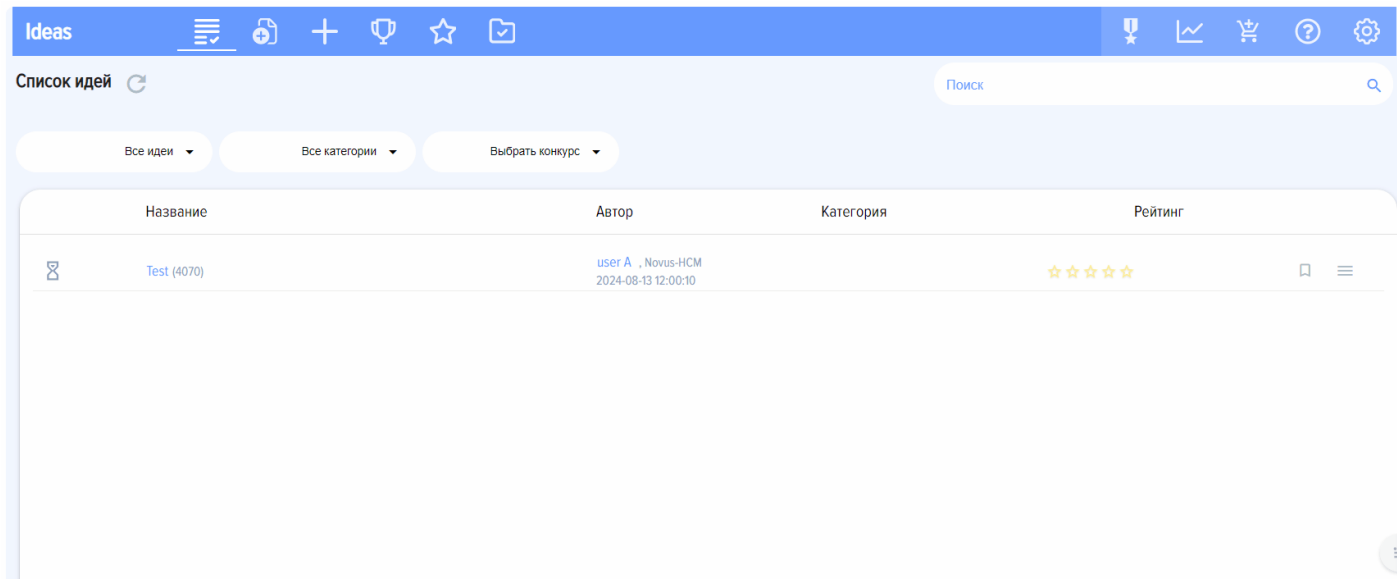 Ideas
Список идей
Поиск
Все идеи
Все категории
Выбрать конкурс
Название Автор Категория Рейтинг
Test (4070)
user A , Novus-HCM
2024-08-13 12:00:10